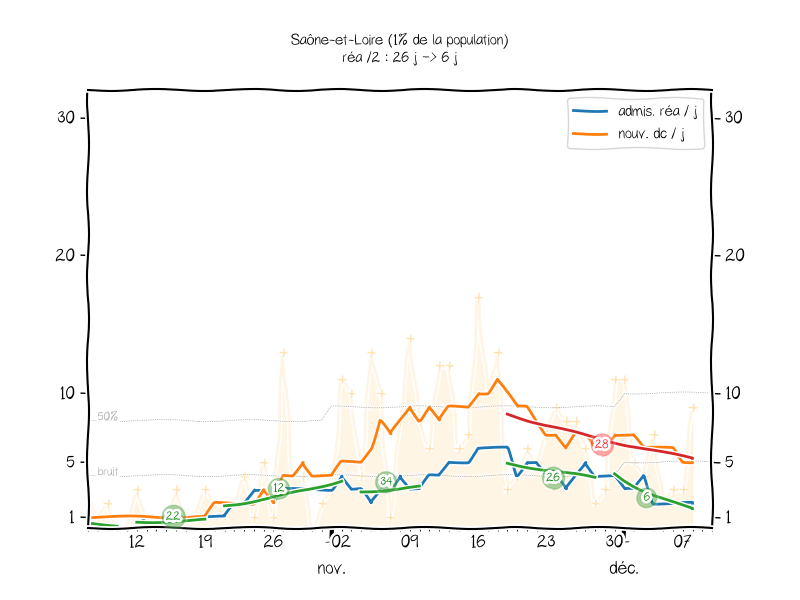 Saône-et-Loire (1% de la population)
réa /2 : 26 j -> 6 j
admis. réa / j
nouv. dc / j
30 30
20 20
10 10
50%
5 5
bruit
1 1
28
26
34
12
6
22
12 19 26 02 09 16 23 30 07
nov. déc.